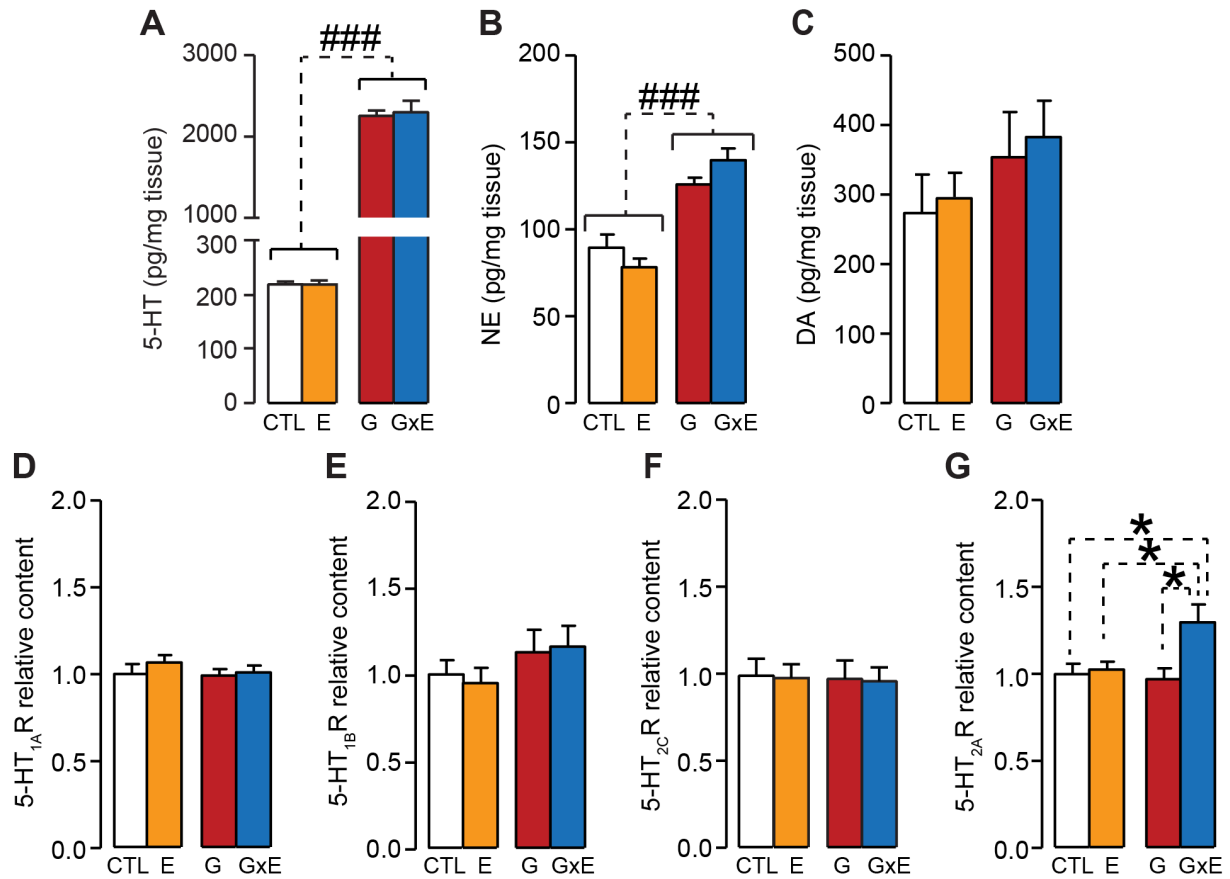 A
5-HT (pg/mg tissue)
3000
2000
1000
300
200
100
0
###
CTL E G GxE
B
NE (pg/mg tissue)
200
150
100
50
0
###
CTL E G GxE
C
DA (pg/mg tissue)
500
400
300
200
100
0
CTL E G GxE
D
5-HT1AR relative content
2.0
1.5
1.0
0.5
0.0
CTL E G GxE
E
5-HT1BR relative content
2.0
1.5
1.0
0.5
0.0
CTL E G GxE
F
5-HT2CR relative content
2.0
1.5
1.0
0.5
0.0
CTL E G GxE
G
5-HT2AR relative content
2.0
1.5
1.0
0.5
0.0
*
*
*
CTL E G GxE